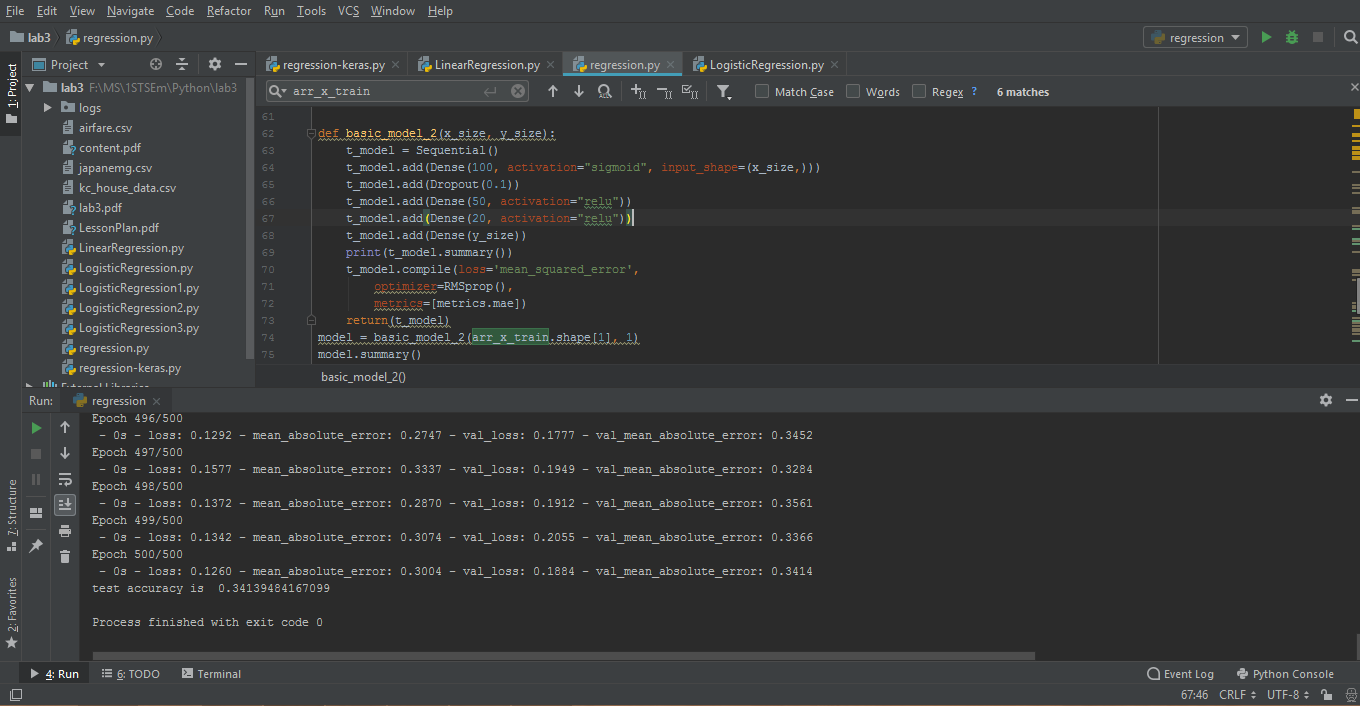 File Edit View Navigate Code Refactor Run Tools VCS Window Help
lab3 regression.py regression
1: Project Project regression-keras.py LinearRegression.py regression.py LogisticRegression.py
lab3 F:\MS\1STSEm\Python\lab3
logs
airfare.csv
content.pdf
japanemg.csv
kc_house_data.csv
lab3.pdf
LessonPlan.pdf
LinearRegression.py
LogisticRegression.py
LogisticRegression1.py
LogisticRegression2.py
LogisticRegression3.py
regression.py
regression-keras.py
External Libraries
arr_x_train Match Case Words Regex ? 6 matches
61
62 def basic_model_2(x_size, y_size):
63 t_model = Sequential()
64 t_model.add(Dense(100, activation="sigmoid", input_shape=(x_size,)))
65 t_model.add(Dropout(0.1))
66 t_model.add(Dense(50, activation="relu"))
67 t_model.add(Dense(20, activation="relu"))
68 t_model.add(Dense(y_size))
69 print(t_model.summary())
70 t_model.compile(loss='mean_squared_error',
71 optimizer=RMSprop(),
72 metrics=[metrics.mae])
73 return(t_model)
74 model = basic_model_2(arr_x_train.shape[1], 1)
75 model.summary()
basic_model_2()
Run: regression
Epoch 496/500
- 0s - loss: 0.1292 - mean_absolute_error: 0.2747 - val_loss: 0.1777 - val_mean_absolute_error: 0.3452
Epoch 497/500
- 0s - loss: 0.1577 - mean_absolute_error: 0.3337 - val_loss: 0.1949 - val_mean_absolute_error: 0.3284
Epoch 498/500
- 0s - loss: 0.1372 - mean_absolute_error: 0.2870 - val_loss: 0.1912 - val_mean_absolute_error: 0.3561
Epoch 499/500
- 0s - loss: 0.1342 - mean_absolute_error: 0.3074 - val_loss: 0.2055 - val_mean_absolute_error: 0.3366
Epoch 500/500
- 0s - loss: 0.1260 - mean_absolute_error: 0.3004 - val_loss: 0.1884 - val_mean_absolute_error: 0.3414
test accuracy is 0.34139484167099
Process finished with exit code 0
7: Structure
2: Favorites
4: Run 6: TODO Terminal Event Log Python Console
67:46 CRLF UTF-8